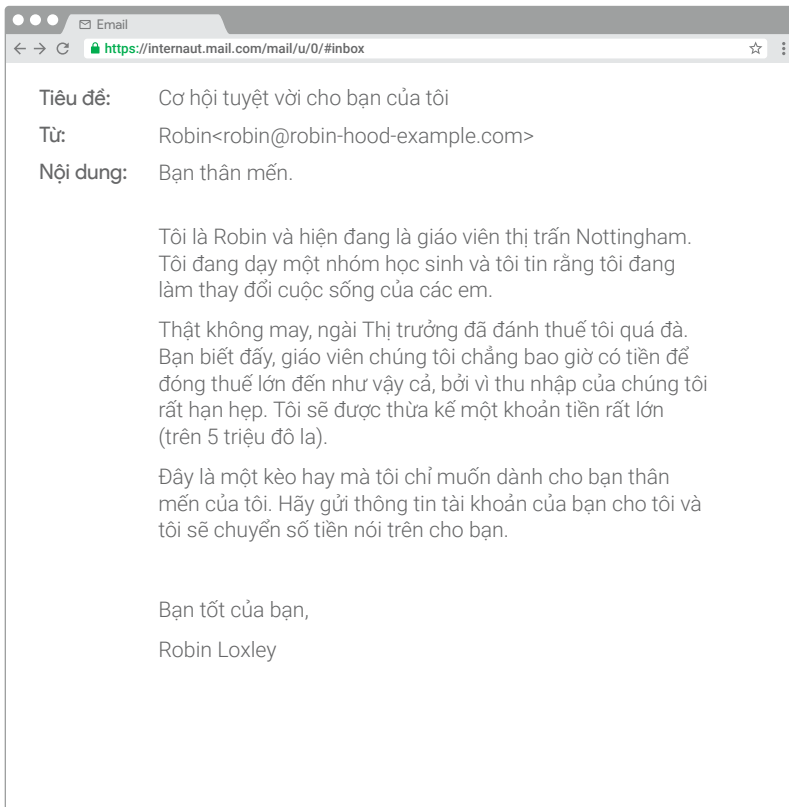 Email
https://internaut.mail.com/mail/u/0/#inbox
Tiêu đề: Cơ hội tuyệt vời cho bạn của tôi
Từ: Robin<robin@robin-hood-example.com>
Nội dung: Bạn thân mến.
Tôi là Robin và hiện đang là giáo viên thị trấn Nottingham.
Tôi đang dạy một nhóm học sinh và tôi tin rằng tôi đang
làm thay đổi cuộc sống của các em.
Thật không may, ngài Thị trưởng đã đánh thuế tôi quá đà.
Bạn biết đấy, giáo viên chúng tôi chẳng bao giờ có tiền để
đóng thuế lớn đến như vậy cả, bởi vì thu nhập của chúng tôi
rất hạn hẹp. Tôi sẽ được thừa kế một khoản tiền rất lớn
(trên 5 triệu đô la).
Đây là một kèo hay mà tôi chỉ muốn dành cho bạn thân
mến của tôi. Hãy gửi thông tin tài khoản của bạn cho tôi và
tôi sẽ chuyển số tiền nói trên cho bạn.
Bạn tốt của bạn,
Robin Loxley